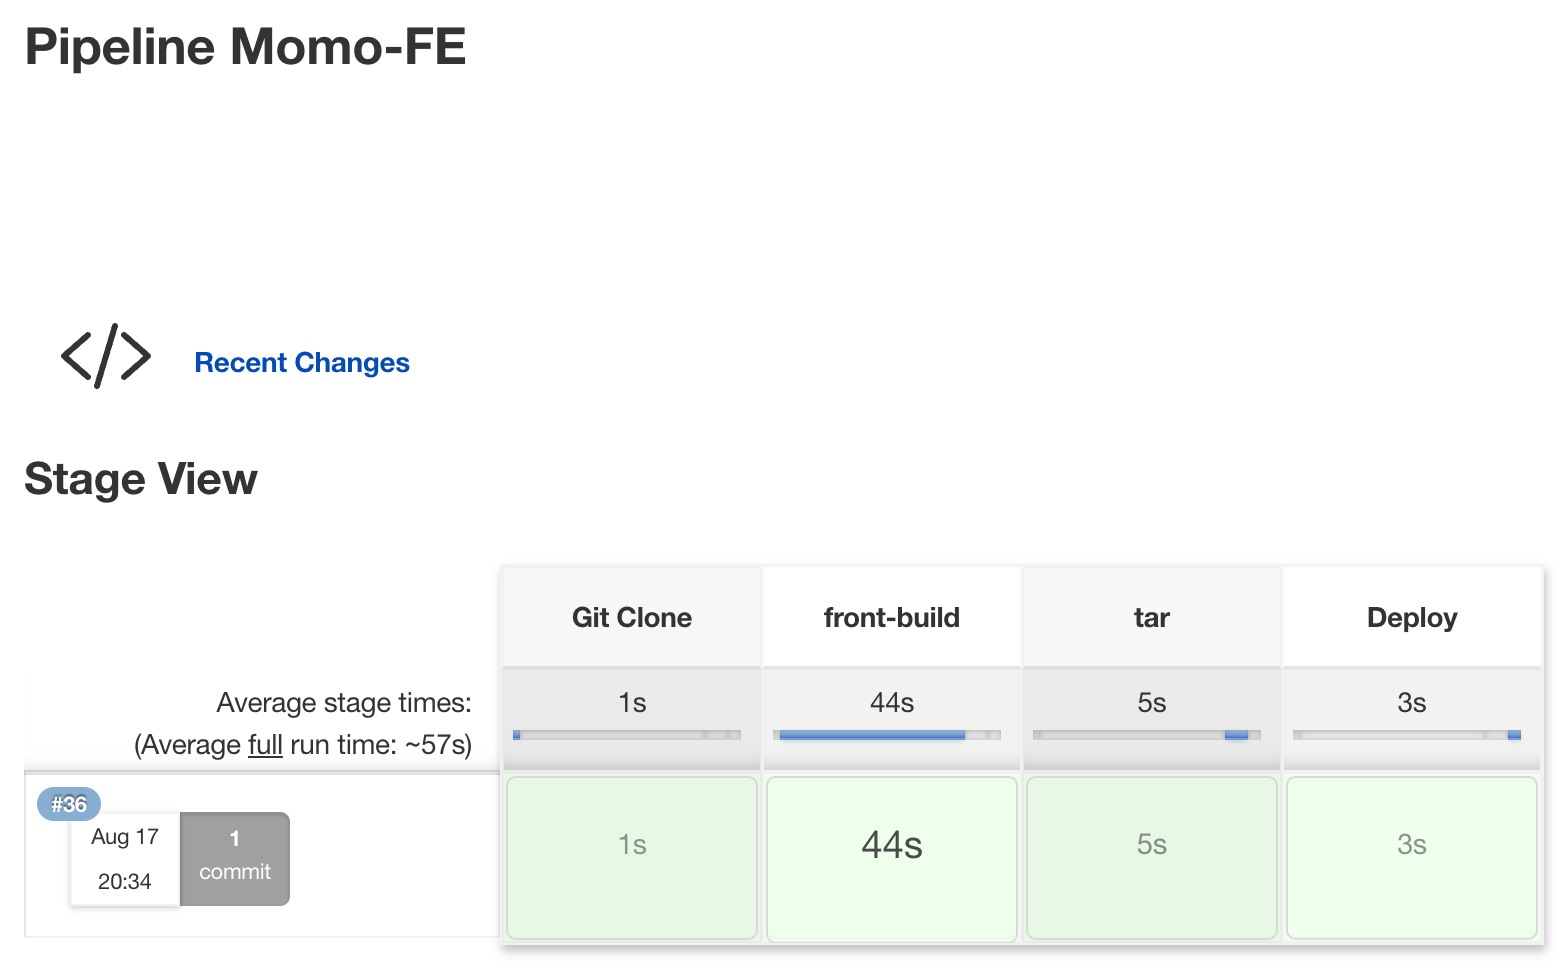 Pipeline Momo-FE
Recent Changes
Stage View
Git Clone front-build tar Deploy
Average stage times: 1s 44s 5s 3s
(Average full run time: ~57s)
#36
Aug 17 1
20:34 commit
1s 44s 5s 3s